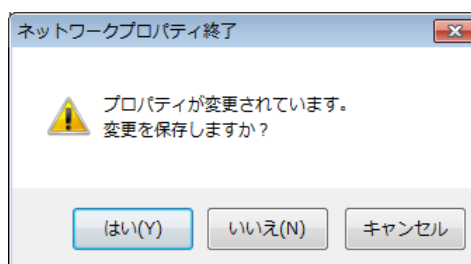 ネットワークプロパティ終了
プロパティが変更されています。
変更を保存しますか？
はい(Y)
いいえ(N)
キャンセル